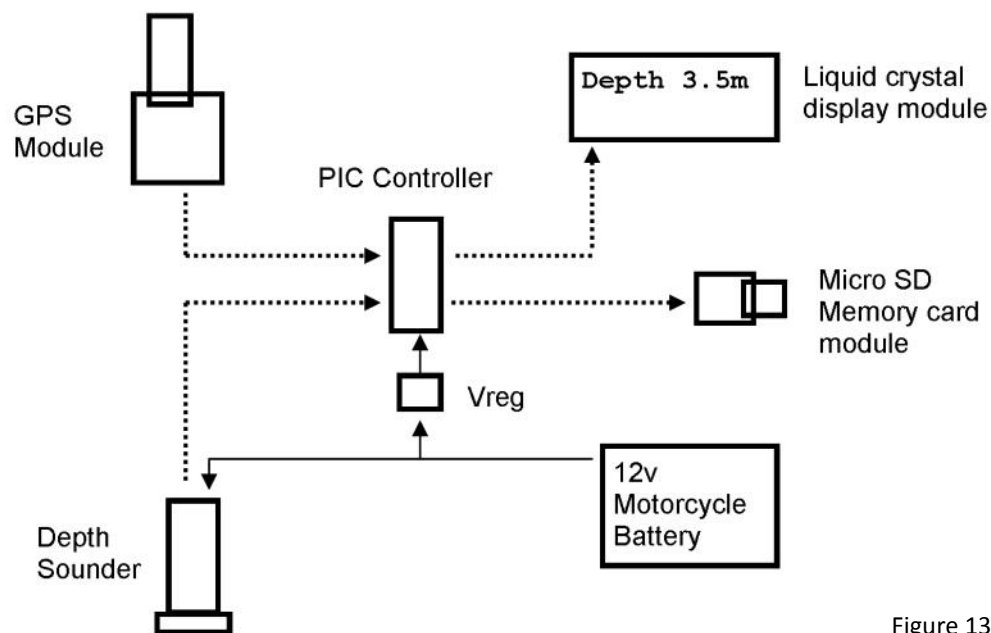 GPS
Module
Depth 3.5m
Liquid crystal
display module
PIC Controller
Micro SD
Memory card
module
Vreg
12v
Motorcycle
Battery
Depth
Sounder
Figure 13